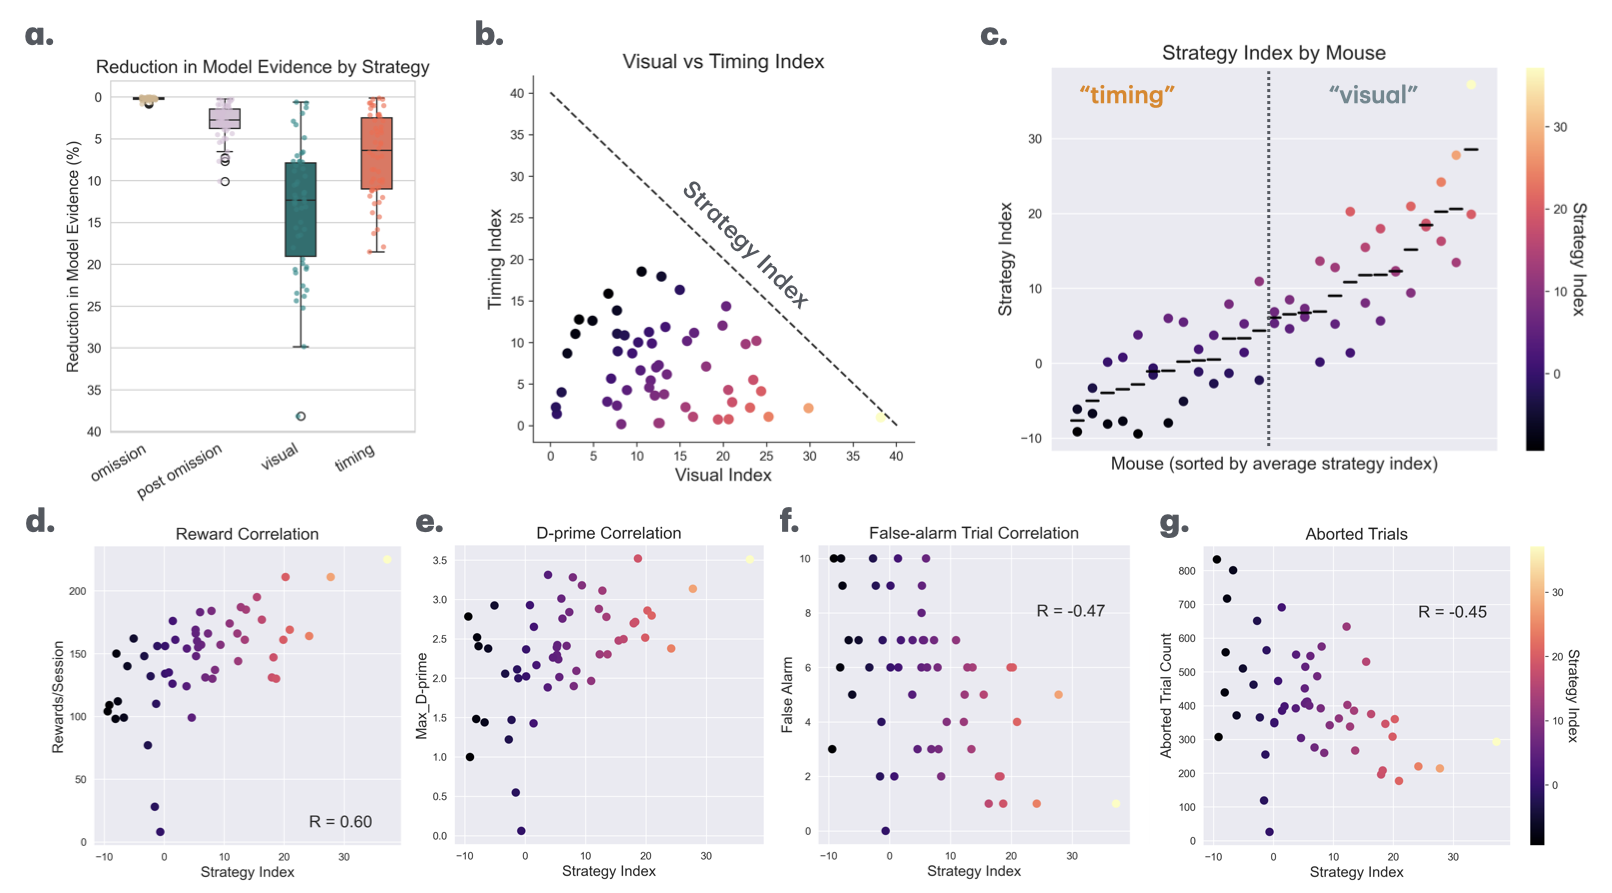 a.
Reduction in Model Evidence by Strategy
Reduction in Model Evidence (%)
0
5
10
15
20
25
30
35
40
omission
post omission
visual
timing
b.
Visual vs Timing Index
Timing Index
40
35
30
25
20
15
10
5
0
Strategy Index
0 5 10 15 20 25 30 35 40
Visual Index
c.
Strategy Index by Mouse
“timing”
“visual”
Strategy Index
30
20
10
0
−10
Mouse (sorted by average strategy index)
30
20
10
0
Strategy Index
d.
Reward Correlation
Rewards/Session
200
150
100
50
0
R = 0.60
−10 0 10 20 30
Strategy Index
e.
D-prime Correlation
Max_D-prime
3.5
3.0
2.5
2.0
1.5
1.0
0.5
0.0
−10 0 10 20 30
Strategy Index
f.
False-alarm Trial Correlation
False Alarm
10
8
6
4
2
0
R = -0.47
−10 0 10 20 30
Strategy Index
g.
Aborted Trials
Aborted Trial Count
800
700
600
500
400
300
200
100
0
R = -0.45
−10 0 10 20 30
Strategy Index
30
20
10
0
Strategy Index